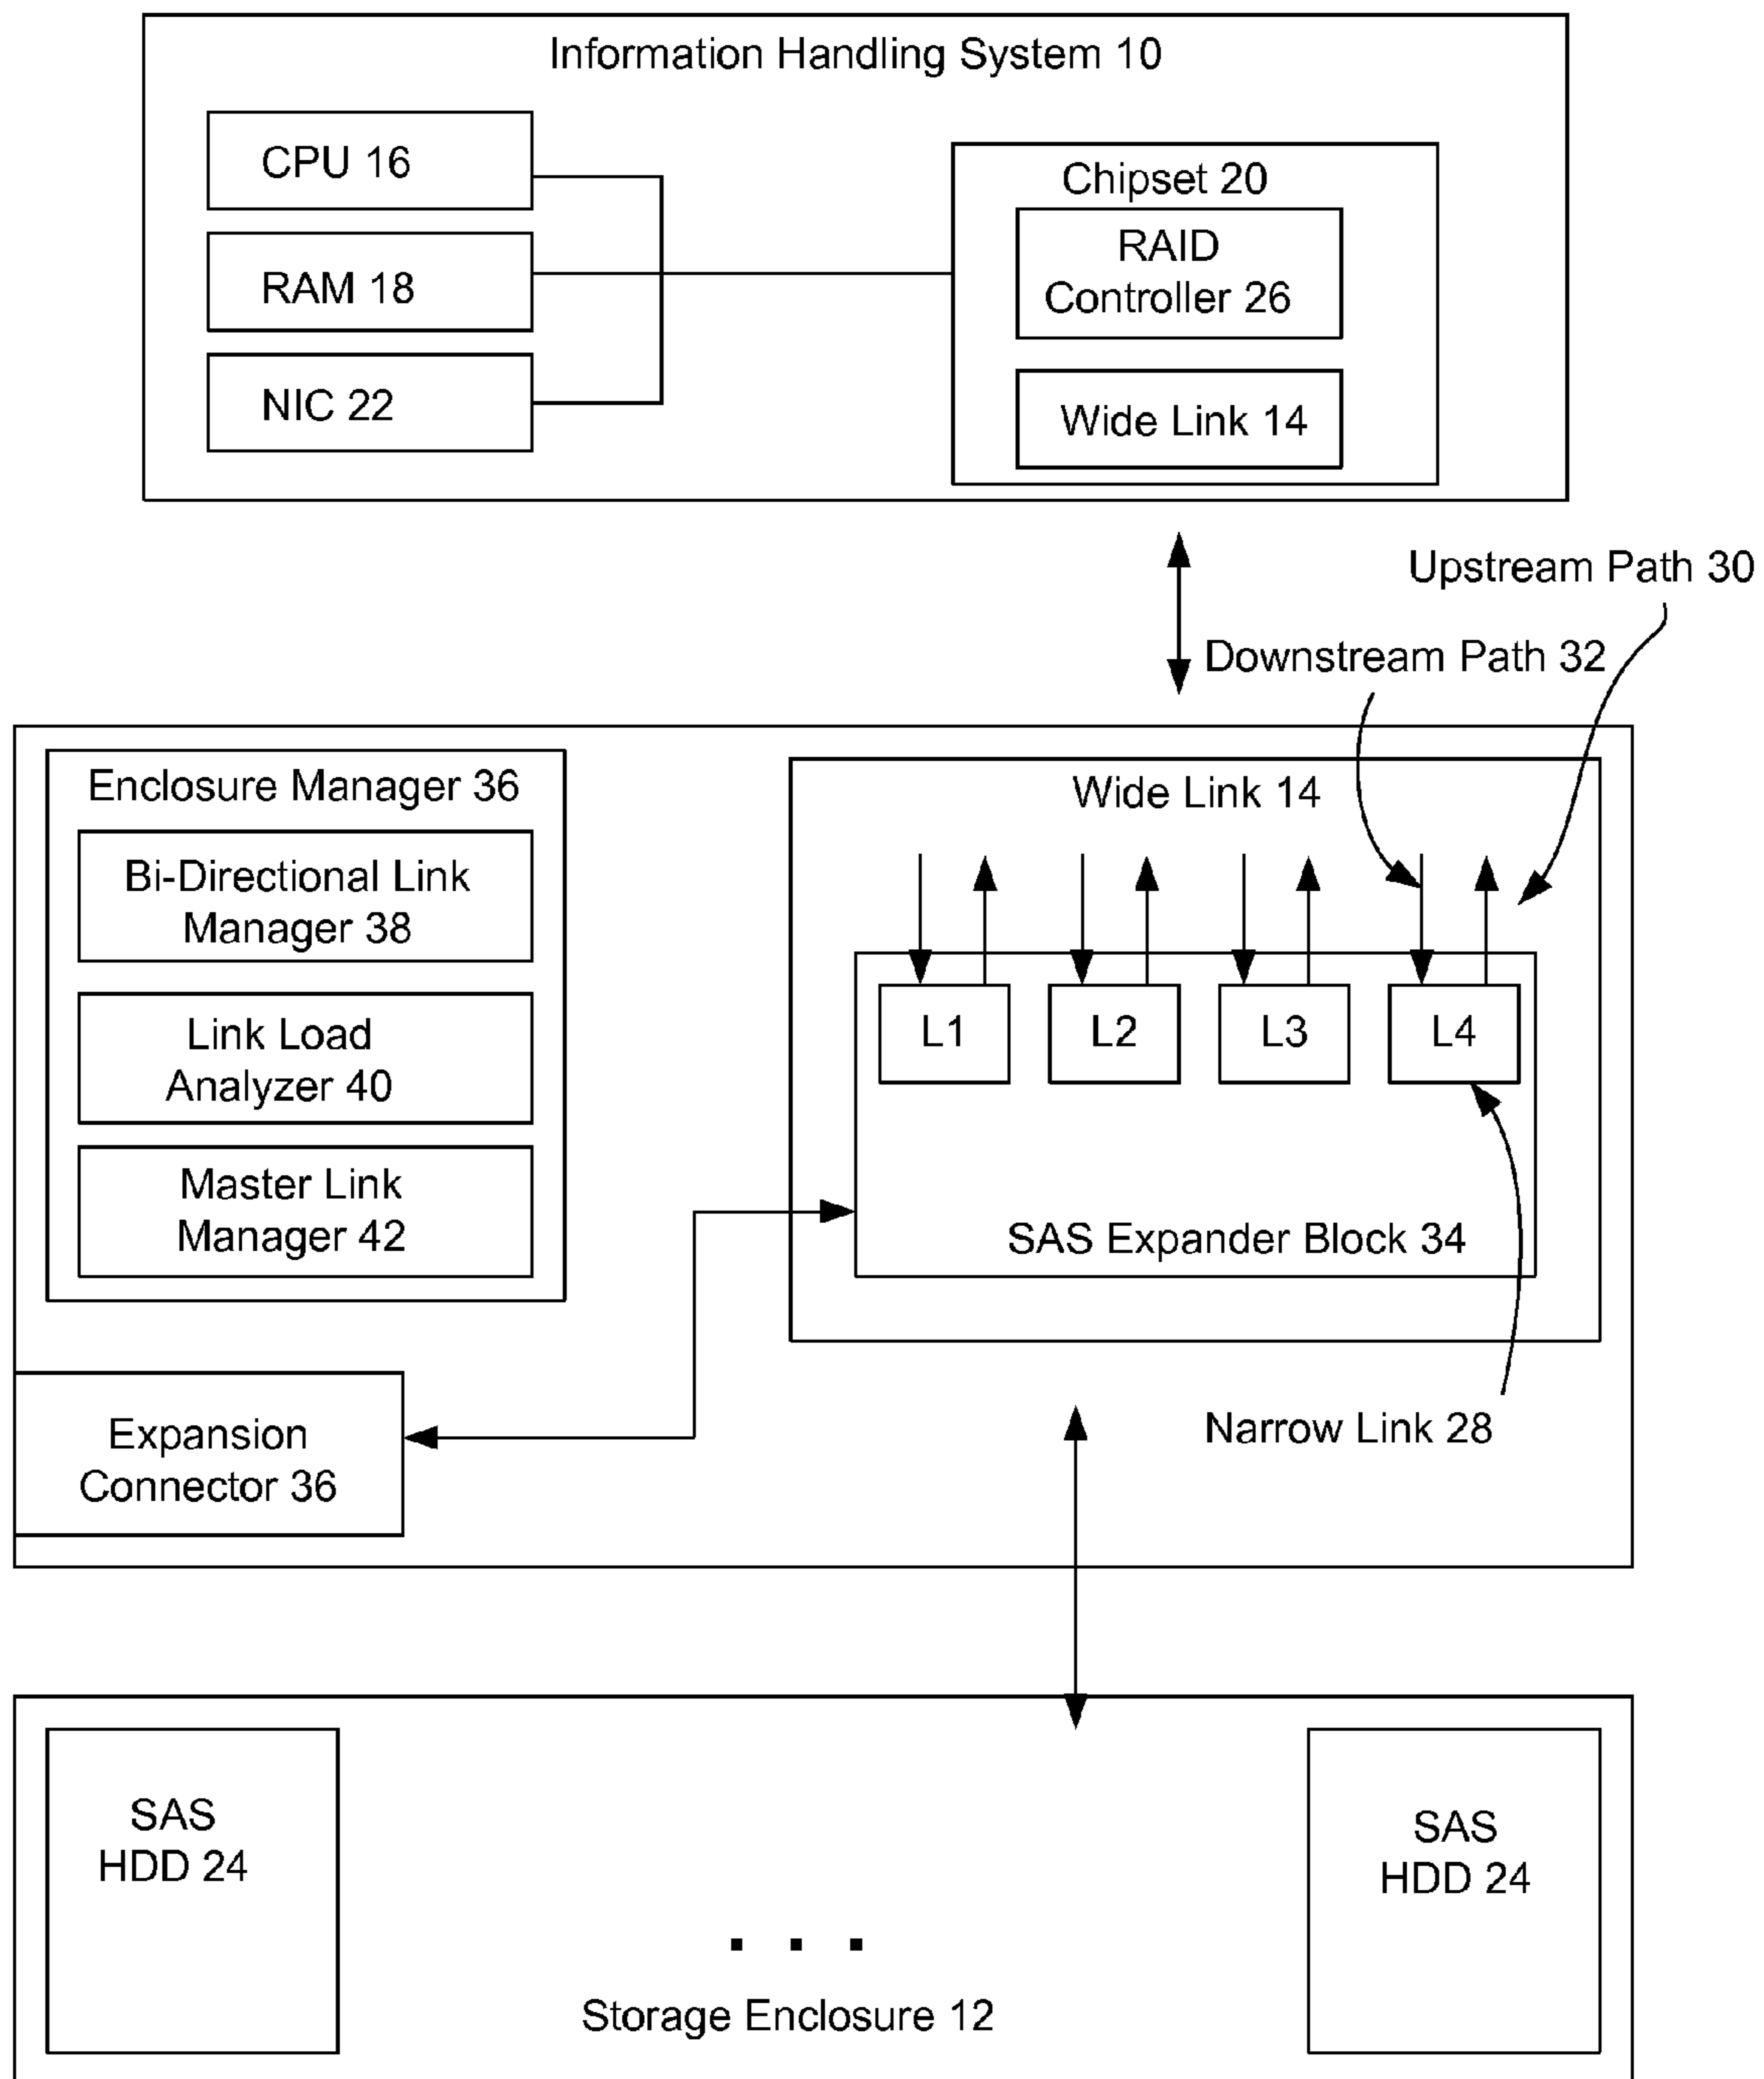 Information Handling System 10
CPU 16
RAM 18
NIC 22
Chipset 20
RAID
Controller 26
Wide Link 14
Upstream Path 30
Downstream Path 32
Enclosure Manager 36
Bi-Directional Link
Manager 38
Link Load
Analyzer 40
Master Link
Manager 42
Wide Link 14
L1
L2
L3
L4
SAS Expander Block 34
Narrow Link 28
Expansion
Connector 36
SAS
HDD 24
SAS
HDD 24
. . .
Storage Enclosure 12